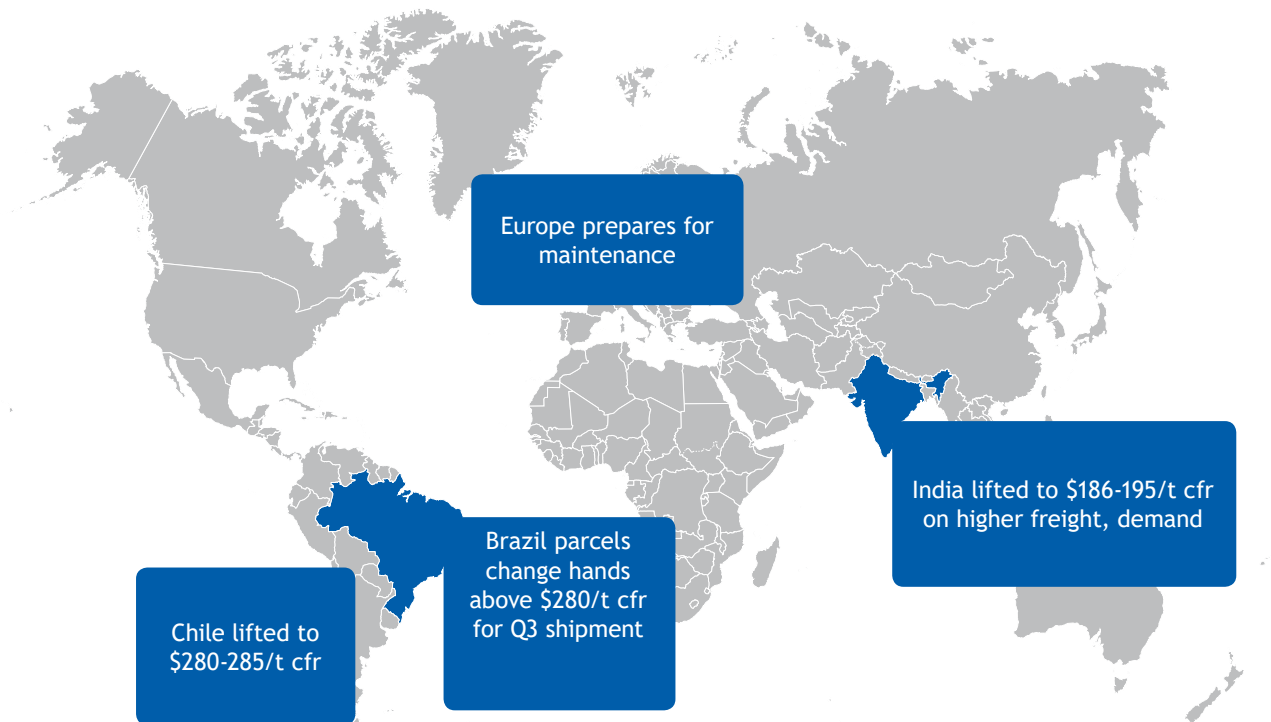 Europe prepares for
maintenance
India lifted to $186-195/t cfr
on higher freight, demand
Brazil parcels
change hands
above $280/t cfr
for Q3 shipment
Chile lifted to
$280-285/t cfr